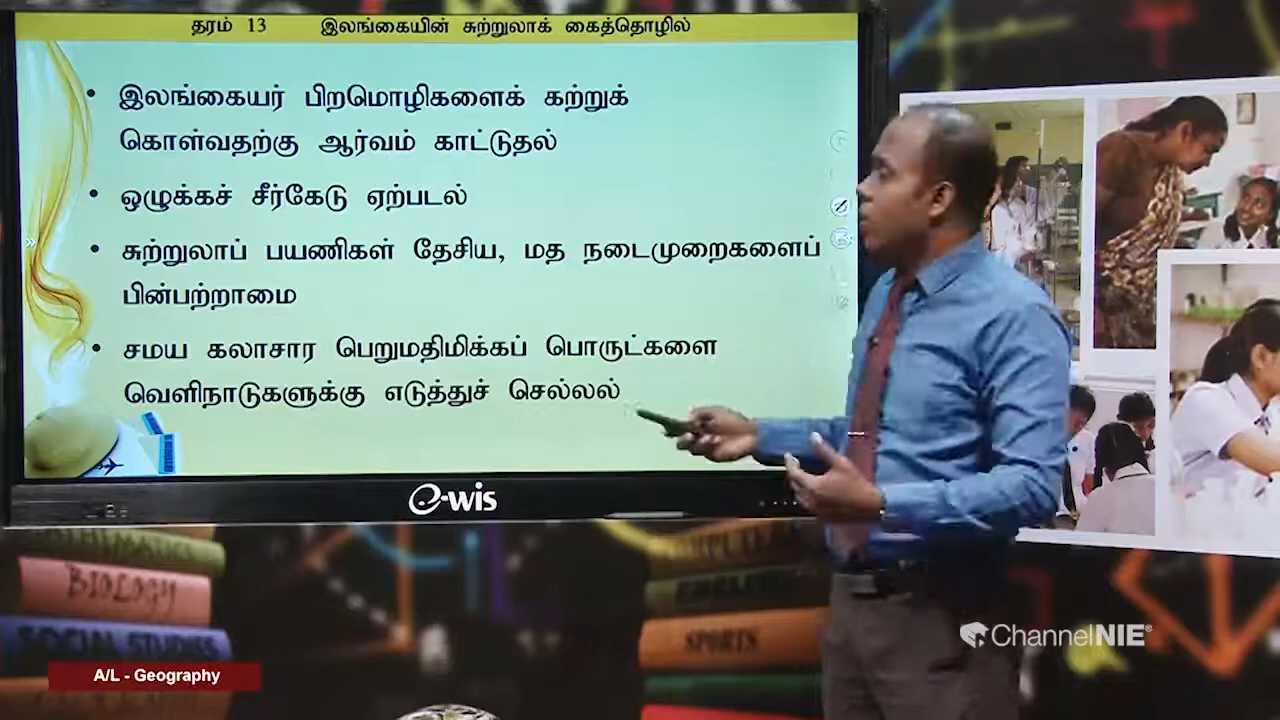 தரம் 13 இலங்கையின் சுற்றுலாக் கைத்தொழில்
• இலங்கையர் பிறமொழிகளைக் கற்றுக்
கொள்வதற்கு ஆர்வம் காட்டுதல்
• ஒழுக்கச் சீர்கேடு ஏற்படல்
• சுற்றுலாப் பயணிகள் தேசிய, மத நடைமுறைகளைப்
பின்பற்றாமை
• சமய கலாசார பெறுமதிமிக்கப் பொருட்களை
வெளிநாடுகளுக்கு எடுத்துச் செல்லல்
e-wis
MATHEMATICS
BIOLOGY
SOCIAL STUDIES
SPORTS
ChannelNIE®
A/L - Geography